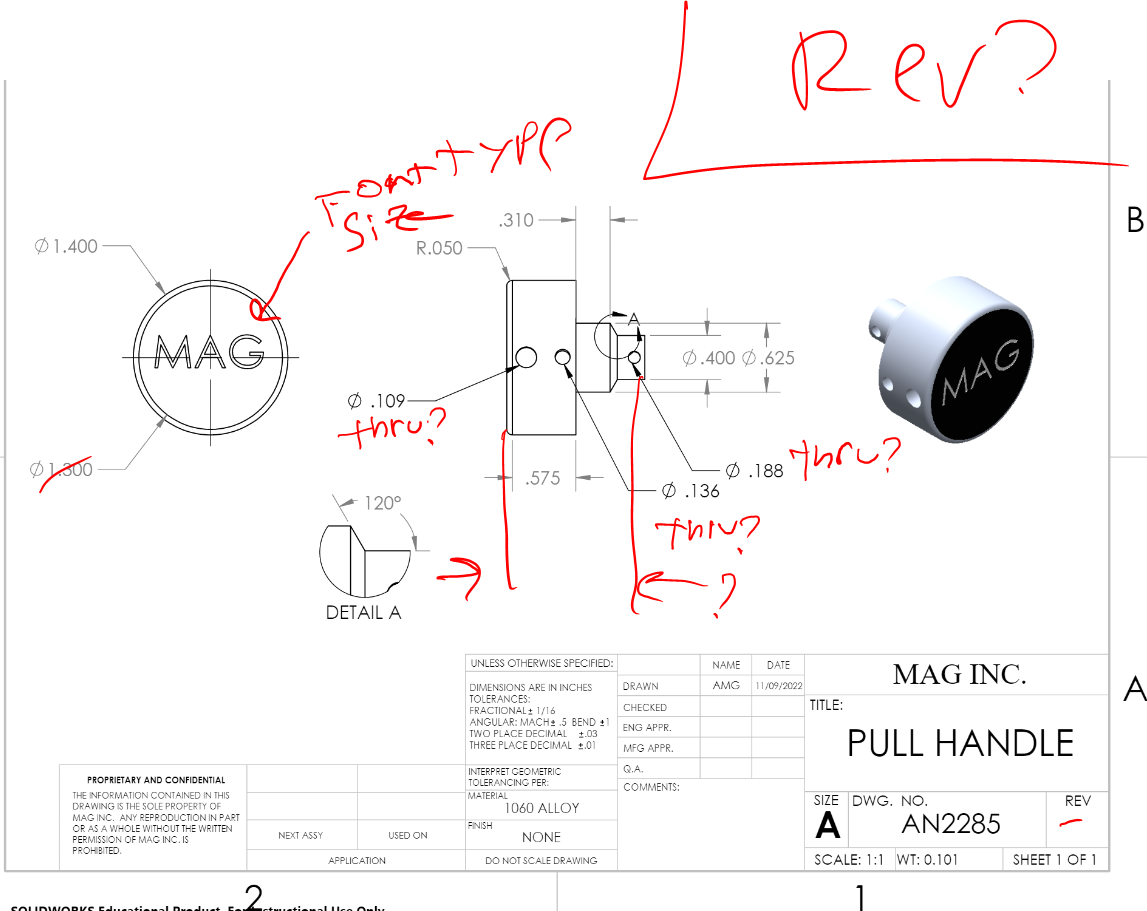 Rev?
Font + type
Size
.310
R.050
Ø 1.400
B
A
MAG
Ø.400 Ø.625
MAG
Ø .109
thru?
Ø 1.300
.575
Ø .188 thru?
Ø .136
120°
thru?
?
DETAIL A
UNLESS OTHERWISE SPECIFIED:
DIMENSIONS ARE IN INCHES
TOLERANCES:
FRACTIONAL± 1/16
ANGULAR: MACH± .5 BEND ±1
TWO PLACE DECIMAL ±.03
THREE PLACE DECIMAL ±.01
INTERPRET GEOMETRIC
TOLERANCING PER:
MATERIAL
1060 ALLOY
FINISH
NONE
DO NOT SCALE DRAWING
NAME DATE
DRAWN AMG 11/09/2022
CHECKED
ENG APPR.
MFG APPR.
Q.A.
COMMENTS:
MAG INC.
TITLE:
PULL HANDLE
SIZE DWG. NO. REV
A AN2285 -
SCALE: 1:1 WT: 0.101 SHEET 1 OF 1
A
PROPRIETARY AND CONFIDENTIAL
THE INFORMATION CONTAINED IN THIS
DRAWING IS THE SOLE PROPERTY OF
MAG INC. ANY REPRODUCTION IN PART
OR AS A WHOLE WITHOUT THE WRITTEN
PERMISSION OF MAG INC. IS
PROHIBITED.
NEXT ASSY USED ON
APPLICATION
2 1
SOLIDWORKS Educational Product. For Instructional Use Only.